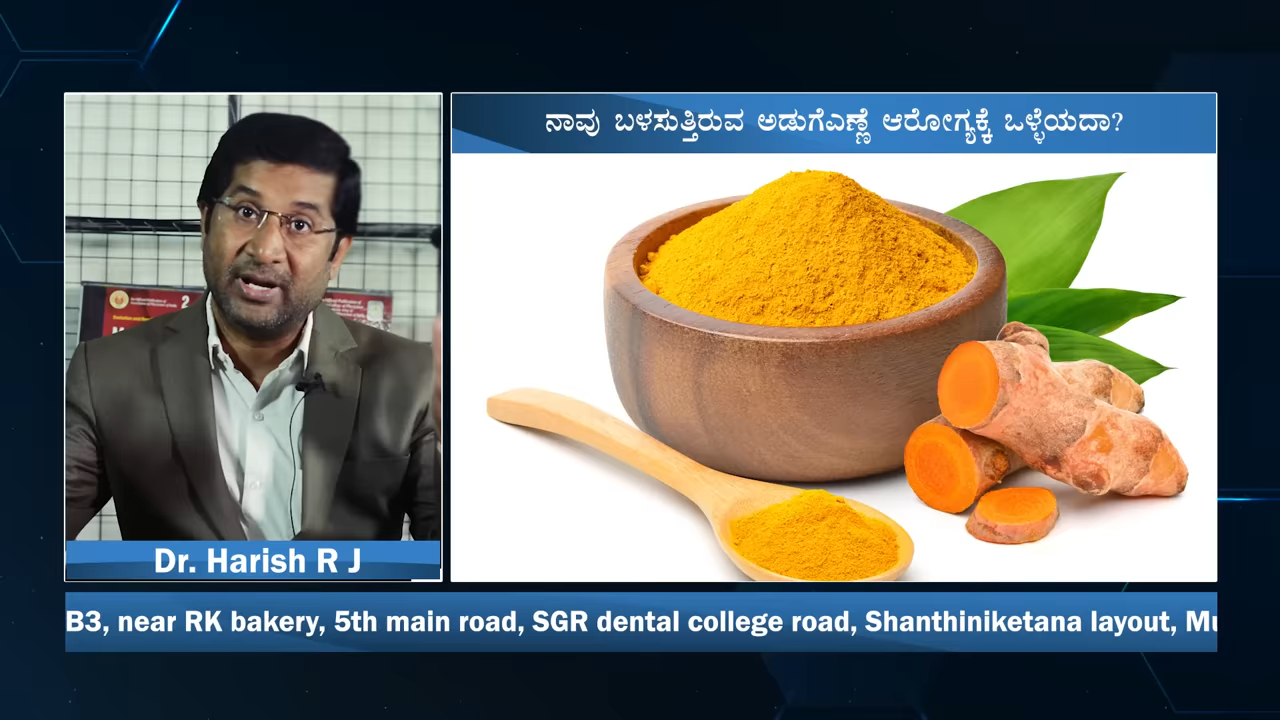 ನಾವು ಬಳಸುತ್ತಿರುವ ಅಡುಗೆಎಣ್ಣೆ ಆರೋಗ್ಯಕ್ಕೆ ಒಳ್ಳೆಯದಾ?
2
Dr. Harish R J
B3, near RK bakery, 5th main road, SGR dental college road, Shanthiniketana layout,